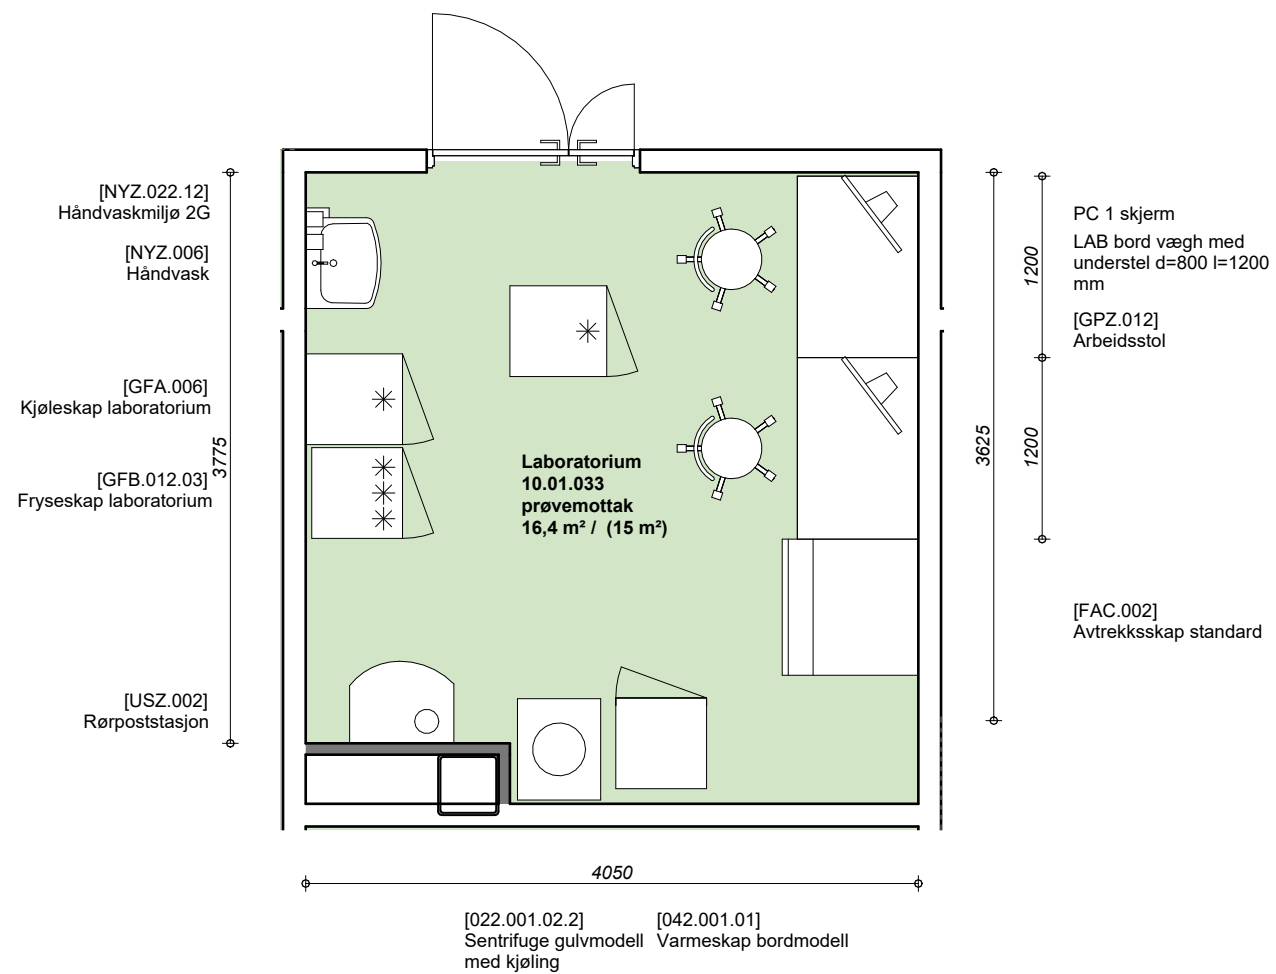 [NYZ.022.12]
Håndvaskmiljø 2G
[NYZ.006]
Håndvask
[GFA.006]
Kjøleskap laboratorium
[GFB.012.03]
Fryseskap laboratorium
[USZ.002]
Rørpoststasjon
3775
Laboratorium
10.01.033
prøvemottak
16,4 m² / (15 m²)
3625
1200
1200
PC 1 skjerm
LAB bord vægh med
understel d=800 l=1200
mm
[GPZ.012]
Arbeidsstol
[FAC.002]
Avtrekksskap standard
4050
[022.001.02.2]
Sentrifuge gulvmodell
med kjøling
[042.001.01]
Varmeskap bordmodell